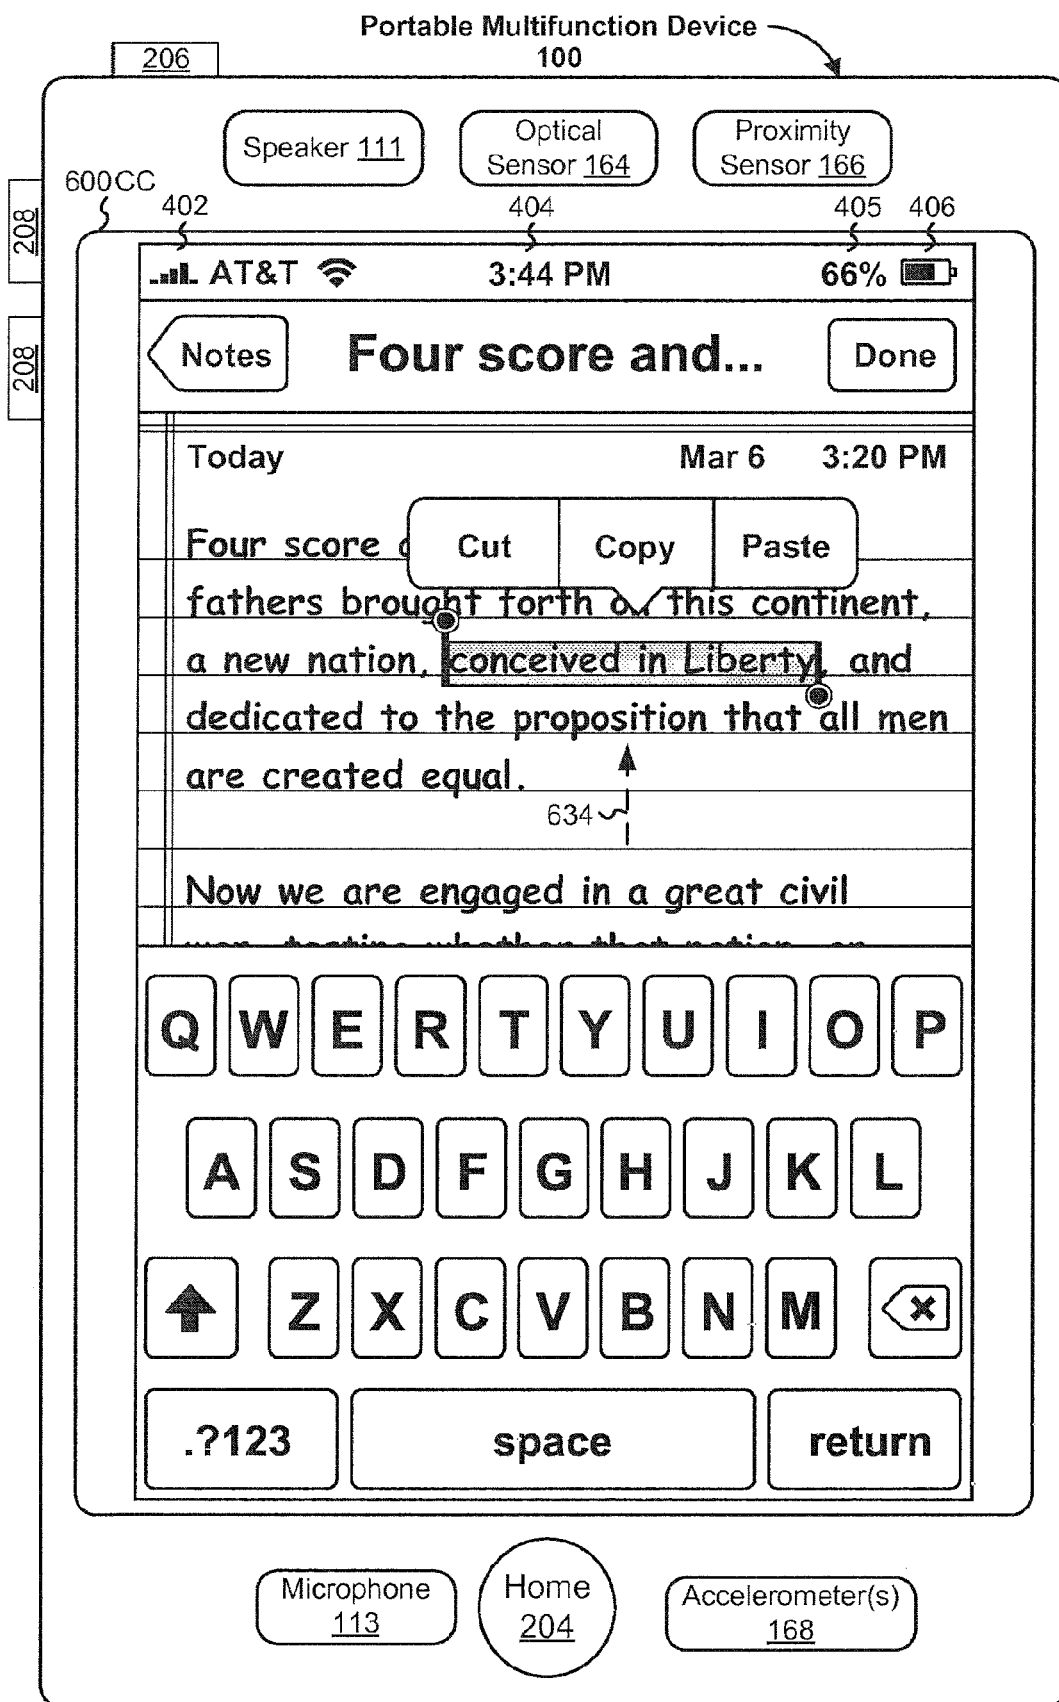 Portable Multifunction Device
100
206
Speaker 111
Optical
Sensor 164
Proximity
Sensor 166
600CC
402
404
405
406
208
208
AT&T 3:44 PM 66%
Notes Four score and... Done
Today Mar 6 3:20 PM
Cut Copy Paste
Four score
fathers brought forth on this continent,
a new nation, conceived in Liberty, and
dedicated to the proposition that all men
are created equal.
634
Now we are engaged in a great civil
Q W E R T Y U I O P
A S D F G H J K L
Z X C V B N M
.?123 space return
Microphone
113
Home
204
Accelerometer(s)
168